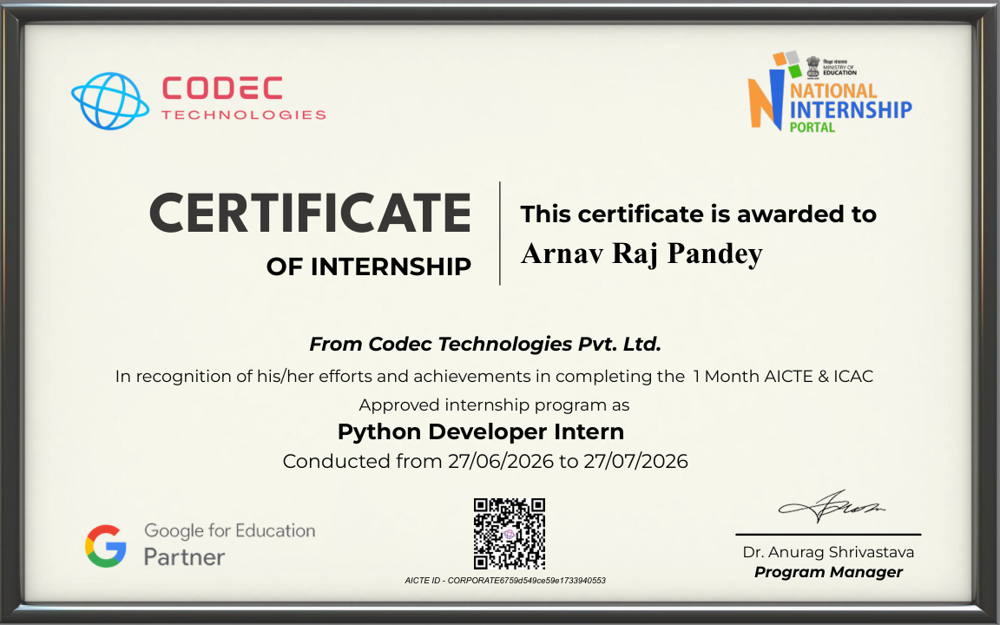 CODEC
TECHNOLOGIES
शिक्षा मंत्रालय
MINISTRY OF
EDUCATION
NATIONAL
INTERNSHIP
PORTAL
CERTIFICATE
OF INTERNSHIP
This certificate is awarded to
Arnav Raj Pandey
From Codec Technologies Pvt. Ltd.
In recognition of his/her efforts and achievements in completing the 1 Month AICTE & ICAC
Approved internship program as
Python Developer Intern
Conducted from 27/06/2026 to 27/07/2026
Google for Education
Partner
AICTE ID - CORPORATE6759d549ce59e1733940553
Dr. Anurag Shrivastava
Program Manager